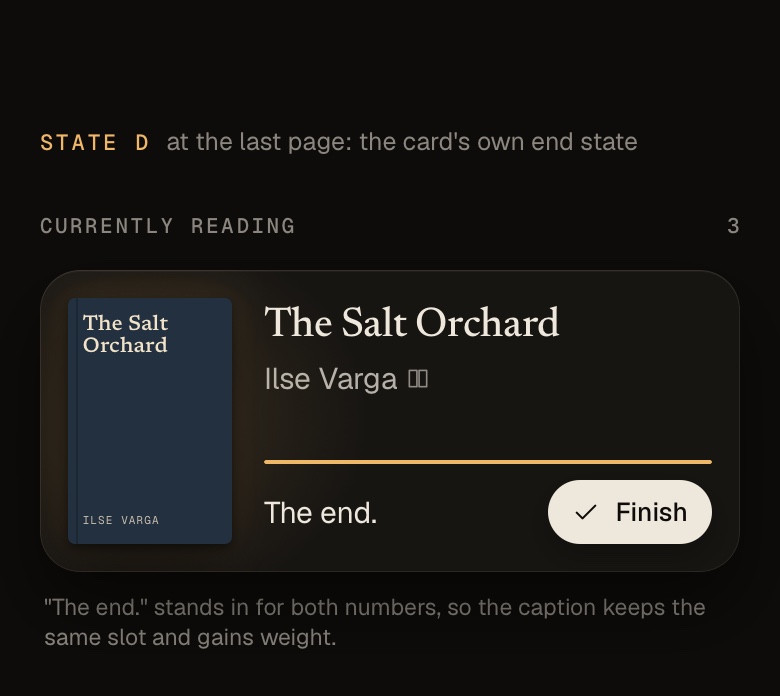 STATE D at the last page: the card's own end state
CURRENTLY READING 3
The Salt
Orchard
ILSE VARGA
The Salt Orchard
Ilse Varga
The end.
Finish
"The end." stands in for both numbers, so the caption keeps the
same slot and gains weight.